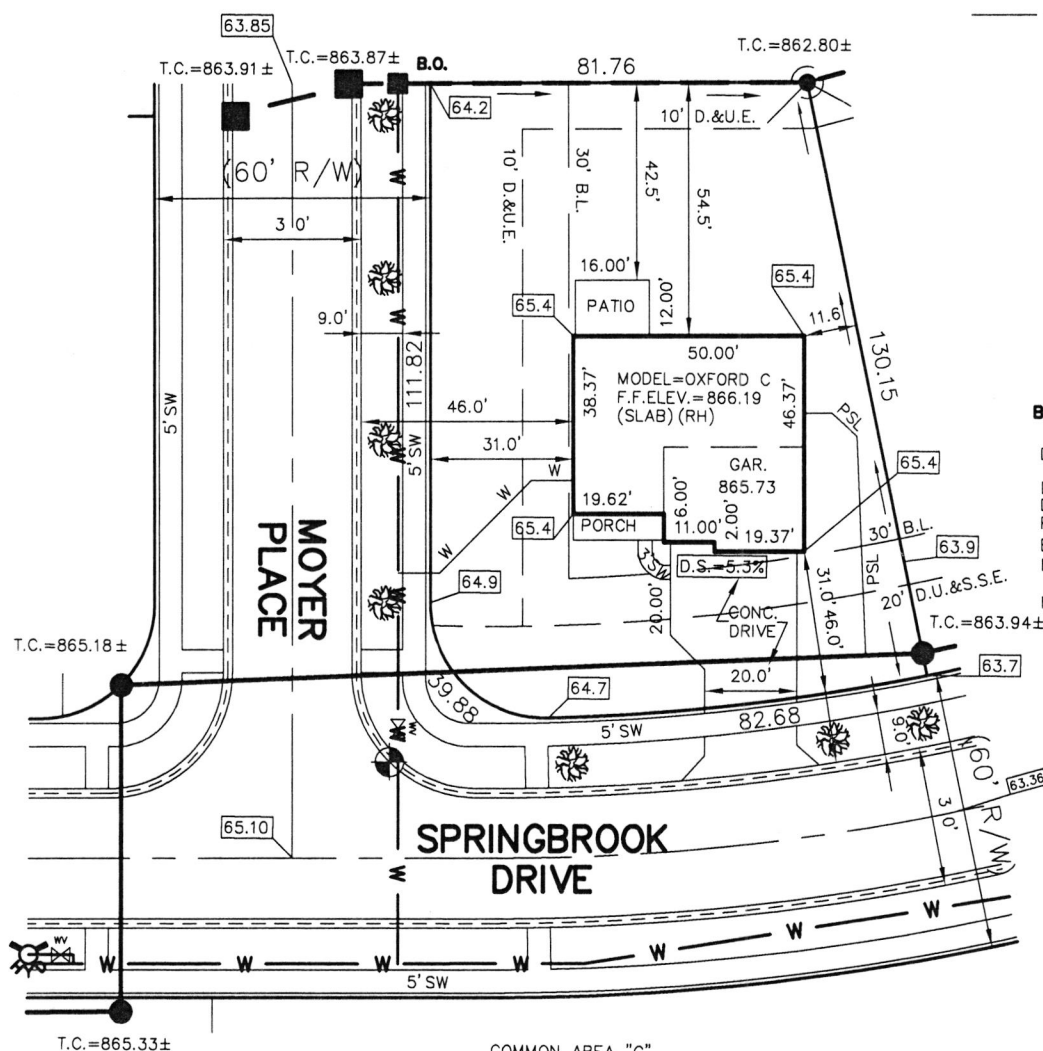 63.85
T.C.=863.87±
B.O.
T.C.=862.80±
T.C.=863.91±
81.76
64.2
10' D.&U.E.
(60' R/W)
10' D.&U.E.
30' B.L.
42.5'
54.5'
3 0'
16.00'
65.4
PATIO
12.00'
65.4
11.6
9.0'
W
111.82
50.00'
130.15
MODEL=OXFORD C
F.F.ELEV.=866.19
(SLAB) (RH)
38.37'
46.37'
5' SW
46.0'
PSL
31.0'
5' SW
W
GAR.
865.73
65.4
W
19.62'
6.00'
2.00'
65.4
PORCH
11.00'
19.37'
30' B.L.
MOYER
PLACE
W
3'SW
D.S.=5.3%
63.9
64.9
20.00'
PSL
20' D.U.&S.S.E.
31.0'
46.0'
CONC.
DRIVE
T.C.=863.94±
T.C.=865.18±
39.88
64.7
20.0'
63.7
5' SW
82.68
9.0'
WV
W
(60' R/W)
63.36
65.10
3 0'
SPRINGBROOK
DRIVE
W
WV
W
W
W
W
W
W
W
5' SW
T.C.=865.33±
COMMON AREA "C"